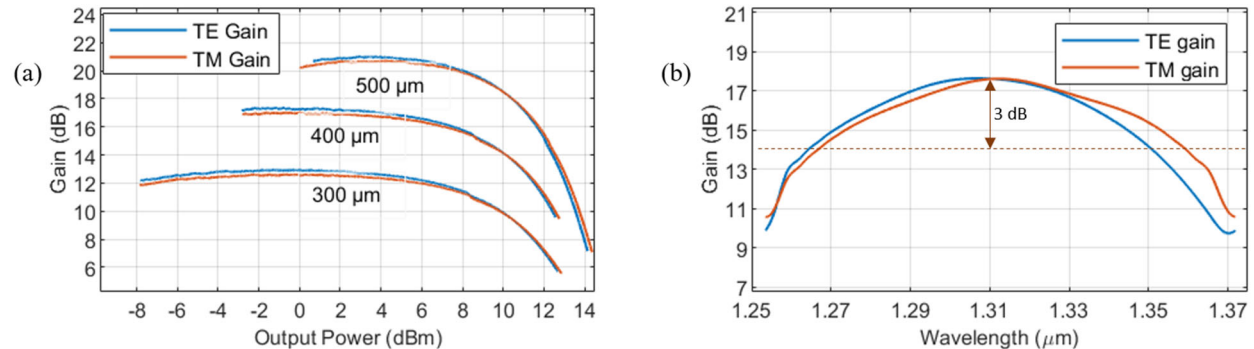 (a)
Gain (dB)
24
22
20
18
16
14
12
10
8
6
TE Gain
TM Gain
500 μm
400 μm
300 μm
-8 -6 -4 -2 0 2 4 6 8 10 12 14
Output Power (dBm)
(b)
Gain (dB)
21
19
17
15
13
11
9
7
TE gain
TM gain
3 dB
1.25 1.27 1.29 1.31 1.33 1.35 1.37
Wavelength (μm)